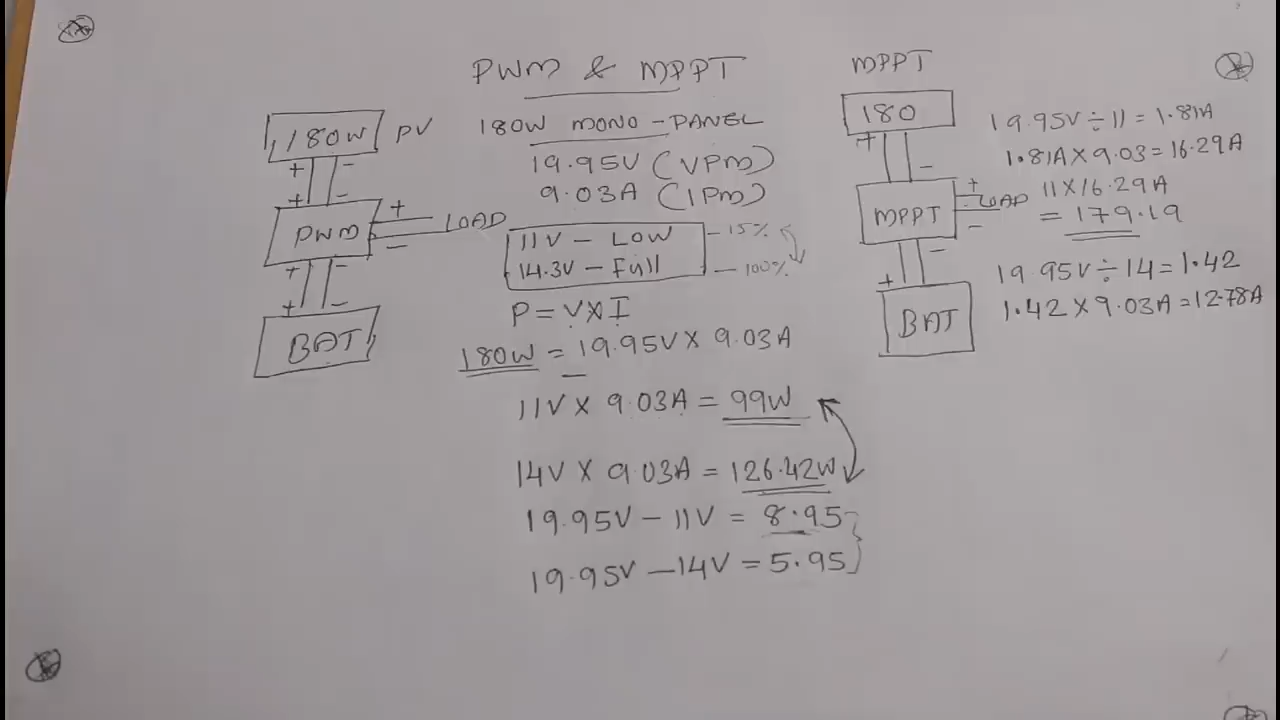 PWM & MPPT
180W PV
+ -
+ -
PWM
+
LOAD
-
+ -
+ -
BAT
180W MONO-PANEL
19.95V (VPM)
9.03A (IPM)
11V - LOW - 15%
14.3V - Full - 100%
P = V X I
180W = 19.95V X 9.03A
11V X 9.03A = 99W
14V X 9.03A = 126.42W
19.95V - 11V = 8.95
19.95V - 14V = 5.95
MPPT
180
+ -
MPPT
+
LOAD
-
-
+
BAT
19.95V ÷ 11 = 1.81A
1.81A X 9.03 = 16.29A
11 X 16.29A
= 179.19
19.95V ÷ 14 = 1.42
1.42 X 9.03A = 12.78A